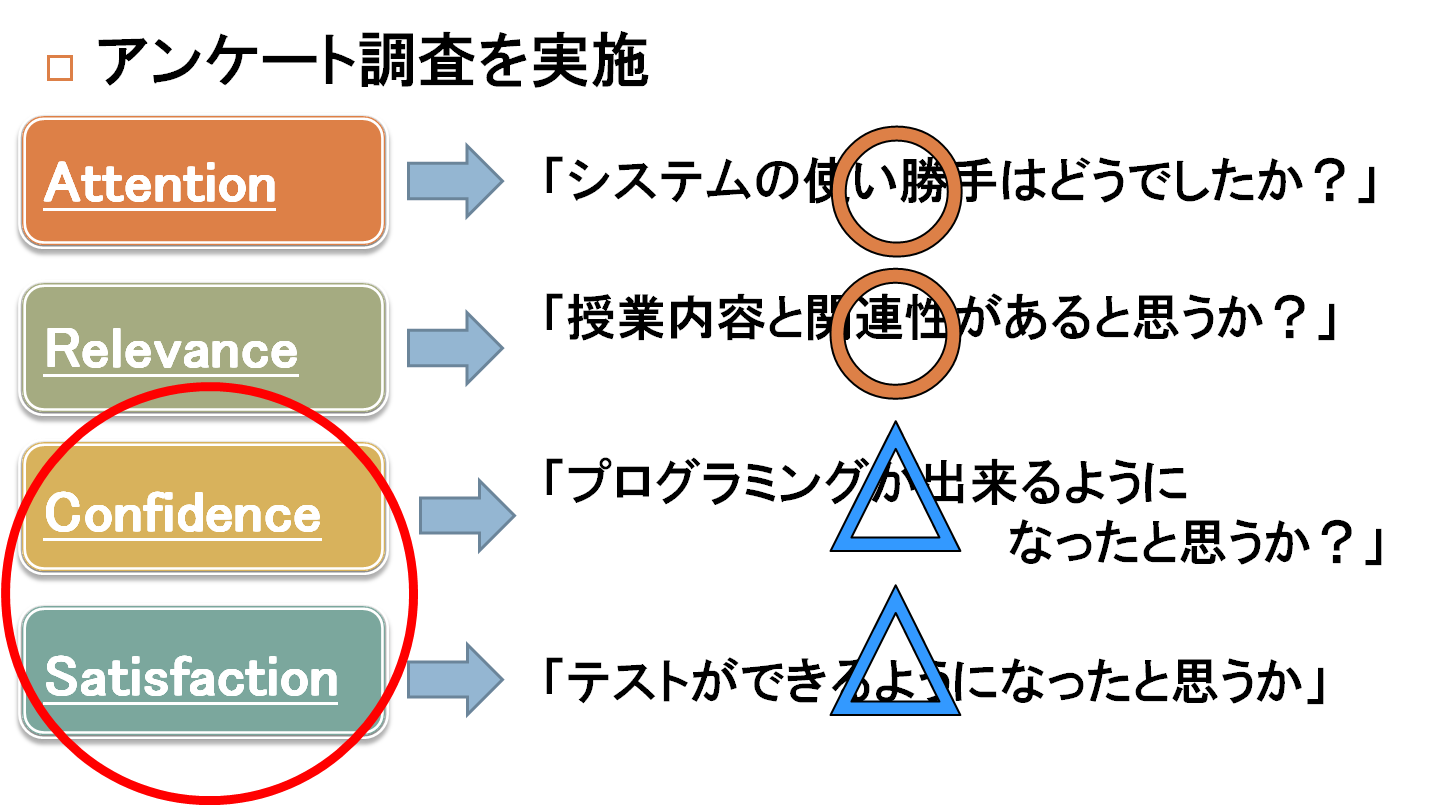 アンケート調査を実施
Attention
「システムの使い勝手はどうでしたか？」
Relevance
「授業内容と関連性があると思うか？」
Confidence
「プログラミングが出来るように
なったと思うか？」
Satisfaction
「テストができるようになったと思うか」